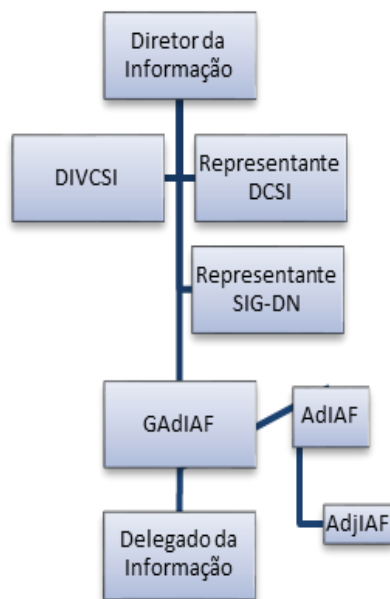 Diretor da
Informação
DIVCSI
Representante
DCSI
Representante
SIG-DN
GAdIAF
AdIAF
AdjIAF
Delegado da
Informação